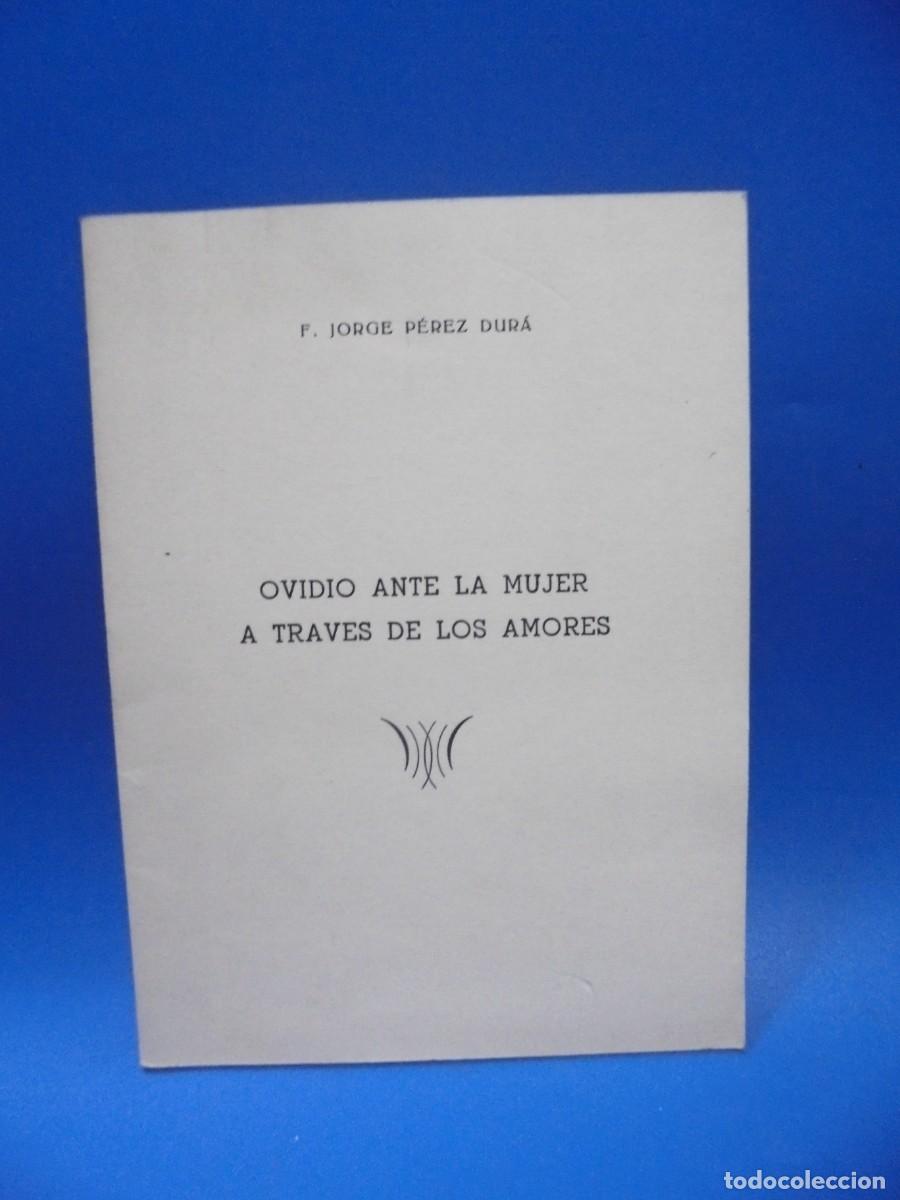 F. JORGE PÉREZ DURÁ
OVIDIO ANTE LA MUJER
A TRAVES DE LOS AMORES
todocoleccion